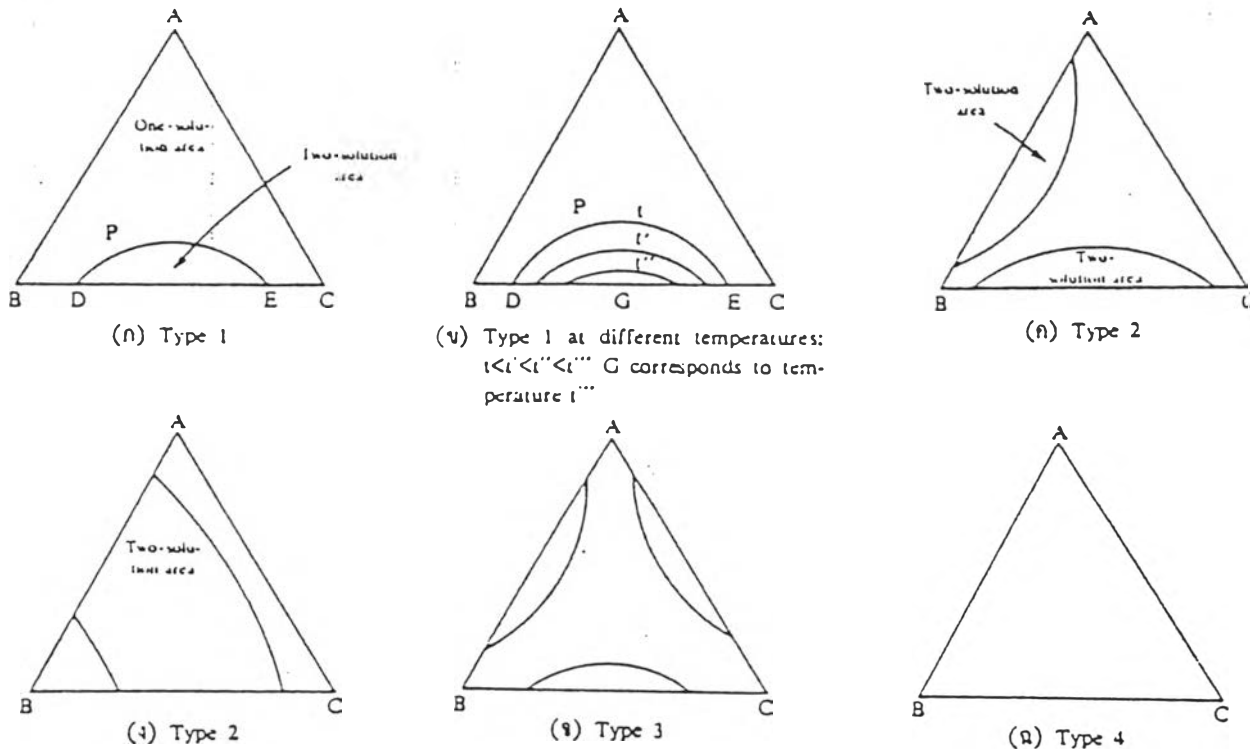 A
One-solu-
tion area
Two-solution
area
P
B D E C
(ก) Type 1
A
P
t
t'
t''
B D G E C
(ข) Type 1 at different temperatures:
t<t'<t''<t''' G corresponds to tem-
perature t'''
A
Two-solution
area
Two-
solution area
B
(ค) Type 2
A
Two-solu-
tion area
B C
(ง) Type 2
A
B C
Type 3
A
B C
Type 4